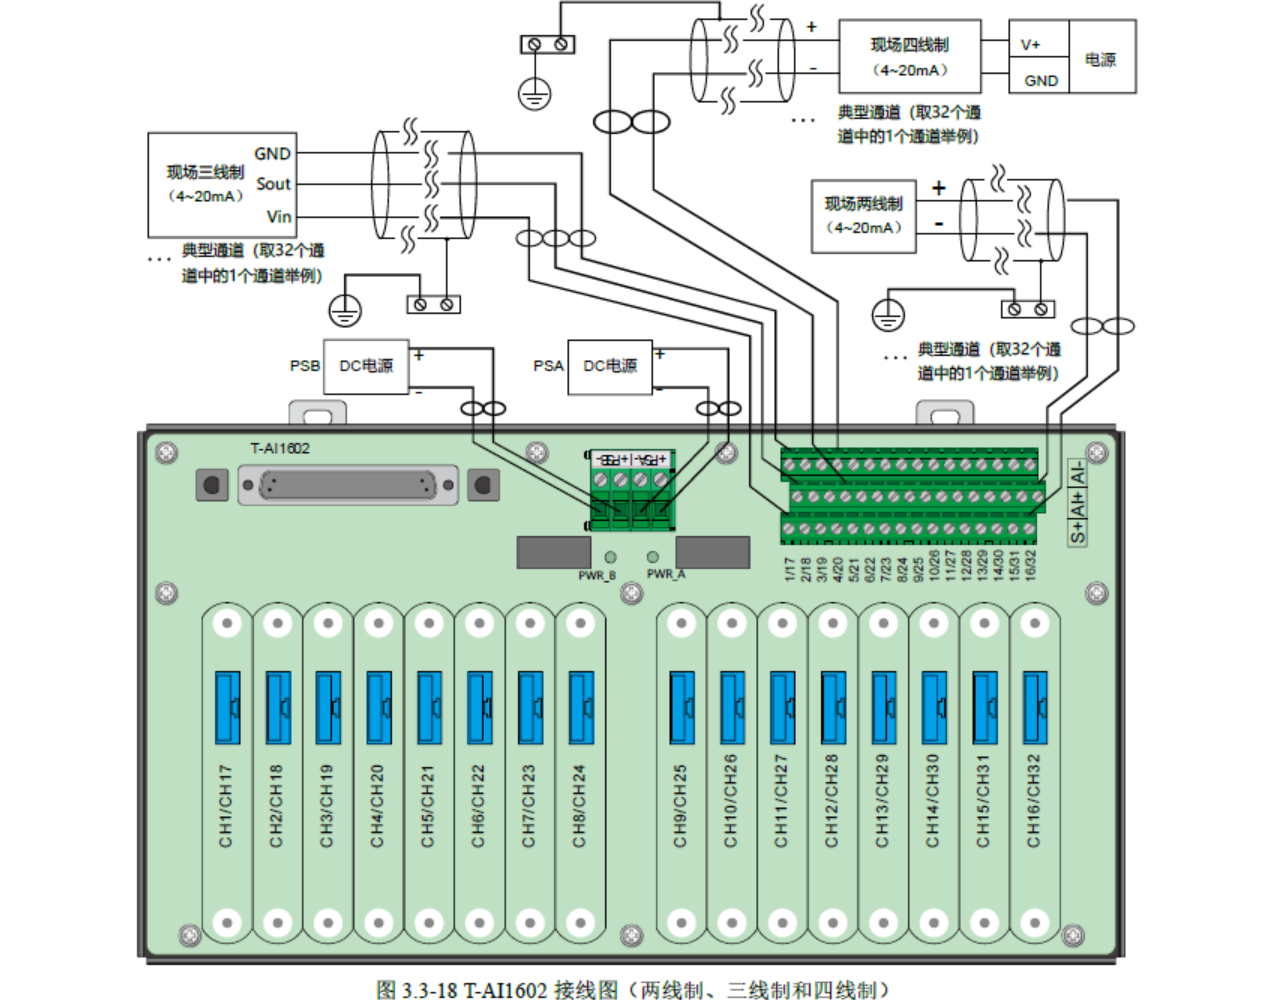 +
-
现场四线制
（4~20mA）
V+
GND
电源
··· 典型通道（取32个通
道中的1个通道举例）
现场三线制
（4~20mA）
GND
Sout
Vin
··· 典型通道（取32个通
道中的1个通道举例）
现场两线制
（4~20mA）
+
-
··· 典型通道（取32个通
道中的1个通道举例）
PSB
DC电源
+
-
PSA
DC电源
+
-
T-AI1602
-PSB+
-PSA+
AI-
AI+
S+
PWR_B
PWR_A
1/17
2/18
3/19
4/20
5/21
6/22
7/23
8/24
9/25
10/26
11/27
12/28
13/29
14/30
15/31
16/32
CH1/CH17
CH2/CH18
CH3/CH19
CH4/CH20
CH5/CH21
CH6/CH22
CH7/CH23
CH8/CH24
CH9/CH25
CH10/CH26
CH11/CH27
CH12/CH28
CH13/CH29
CH14/CH30
CH15/CH31
CH16/CH32
图 3.3-18 T-AI1602 接线图（两线制、三线制和四线制）